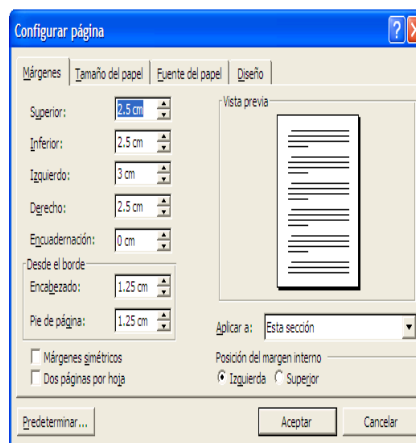 Configurar página
Márgenes Tamaño del papel Fuente del papel Diseño
Superior: 2.5 cm
Vista previa
Inferior: 2.5 cm
Izquierdo: 3 cm
Derecho: 2.5 cm
Encuadernación: 0 cm
Desde el borde
Encabezado: 1.25 cm
Pie de página: 1.25 cm
Aplicar a: Esta sección
Márgenes simétricos
Posición del margen interno
Dos páginas por hoja
Izquierda Superior
Predeterminar... Aceptar Cancelar